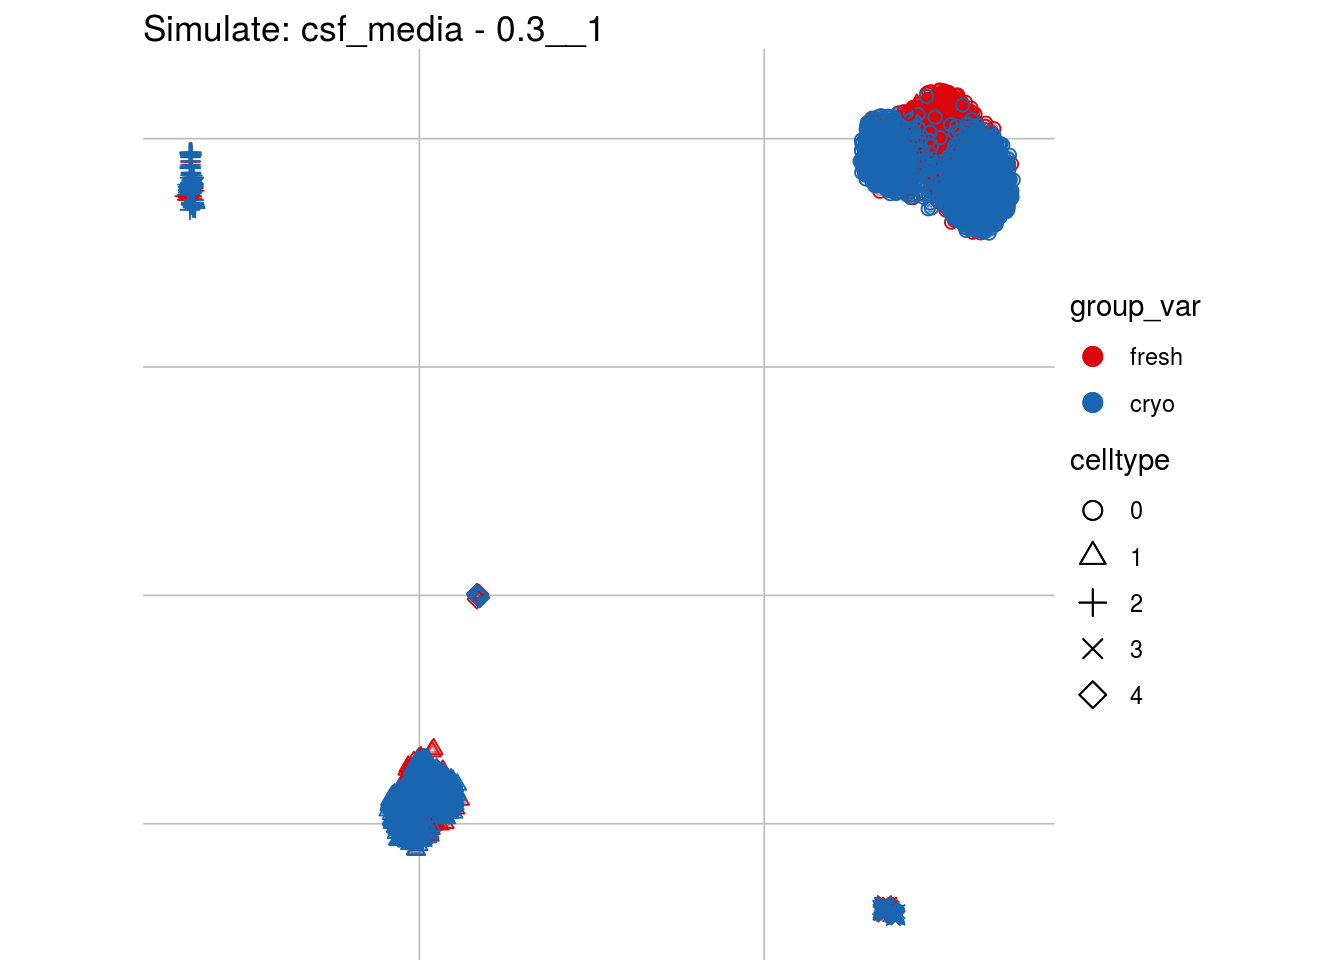 Simulate: csf_media - 0.3__1
group_var
fresh
cryo
celltype
0
1
2
3
4